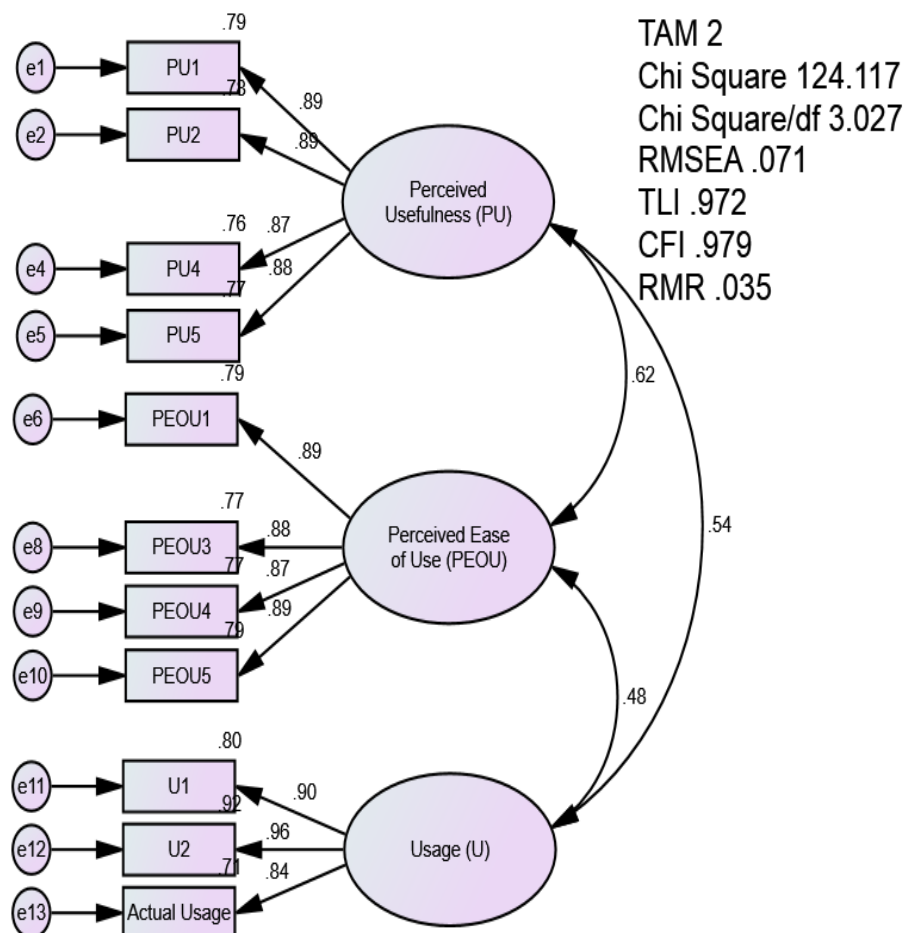 .79
e1
PU1
.89
TAM 2
Chi Square 124.117
Chi Square/df 3.027
RMSEA .071
TLI .972
CFI .979
RMR .035
.78
e2
PU2
.89
Perceived
Usefulness (PU)
.76
.87
e4
PU4
.88
.77
e5
PU5
.62
.79
e6
PEOU1
.89
.77
e8
PEOU3
.88
Perceived Ease
of Use (PEOU)
.54
.77
.87
e9
PEOU4
.89
.79
e10
PEOU5
.48
.80
e11
U1
.90
.92
e12
U2
.96
Usage (U)
.71
.84
e13
Actual Usage